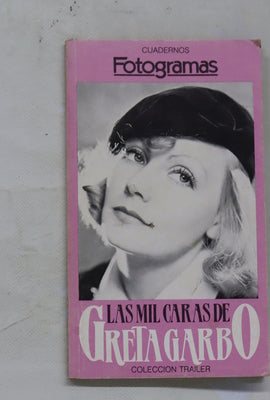 CUADERNOS
Fotogramas
LAS MIL CARAS DE
GRETA GARBO
COLECCION TRAILER